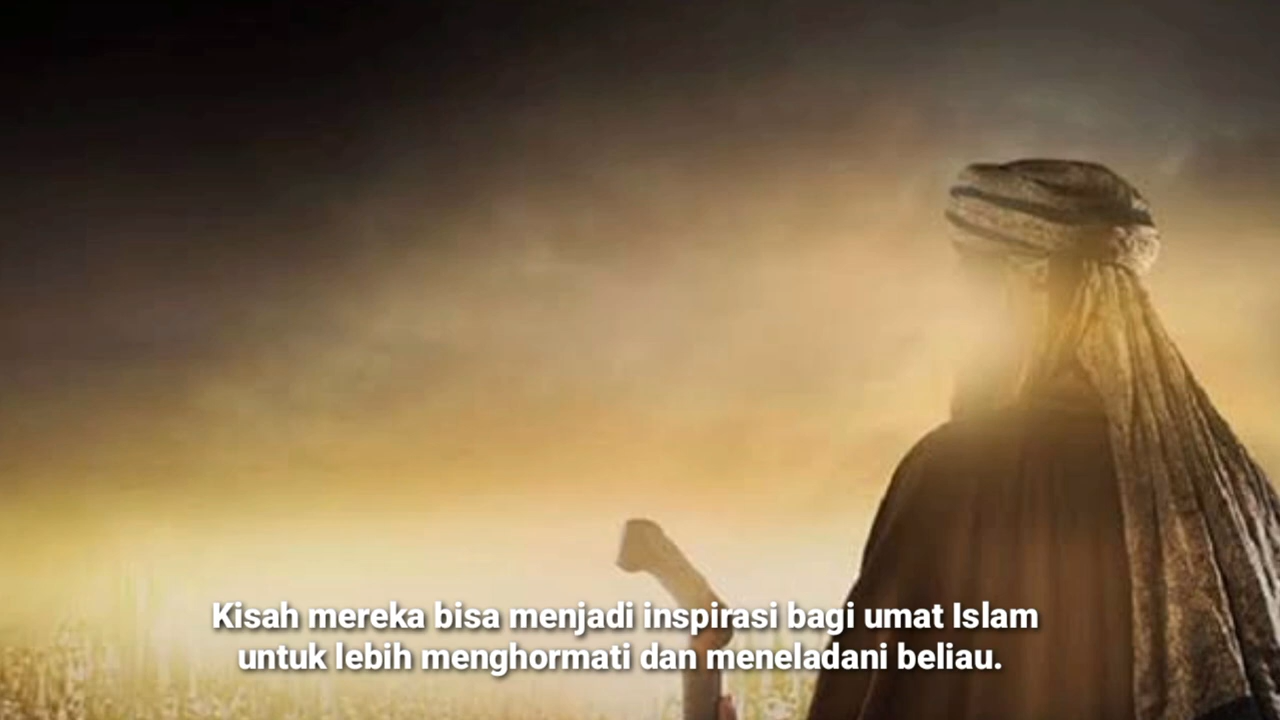 Kisah mereka bisa menjadi inspirasi bagi umat Islam
untuk lebih menghormati dan meneladani beliau.